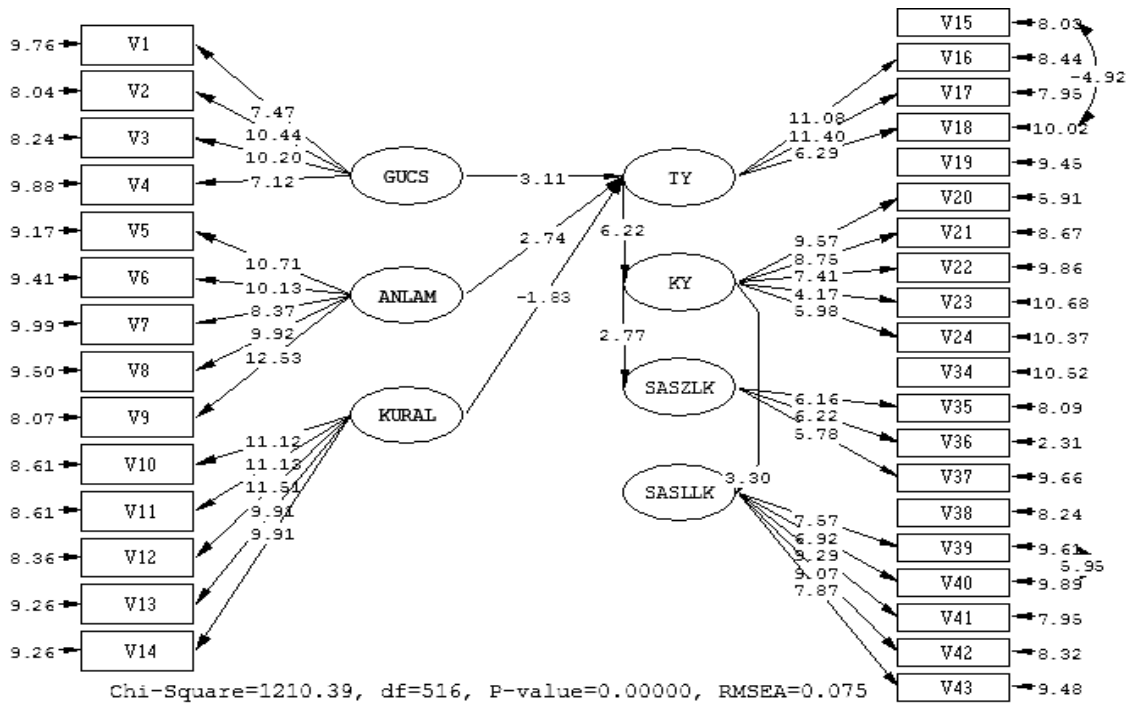 9.76 V1
8.04 V2
8.24 V3
9.88 V4
9.17 V5
9.41 V6
9.99 V7
9.50 V8
8.07 V9
8.61 V10
8.61 V11
8.36 V12
9.26 V13
9.26 V14
7.47
10.44
10.20
7.12
10.71
10.13
8.37
9.92
12.53
11.12
11.13
11.51
9.91
9.91
GUCS
ANLAM
KURAL
3.11
2.74
-1.83
TY
6.22
KY
2.77
SASZLK
3.30
SASLLK
11.08
11.40
6.29
9.57
8.75
7.41
4.17
5.98
6.16
6.22
5.78
7.57
6.92
9.29
9.07
7.87
V15 8.03
V16 8.44
V17 7.95
V18 10.02
V19 9.45
V20 5.91
V21 8.67
V22 9.86
V23 10.68
V24 10.37
V34 10.52
V35 8.09
V36 2.31
V37 9.66
V38 8.24
V39 9.61
V40 9.89
V41 7.95
V42 8.32
V43 9.48
-4.92
5.95
Chi-Square=1210.39, df=516, P-value=0.00000, RMSEA=0.075